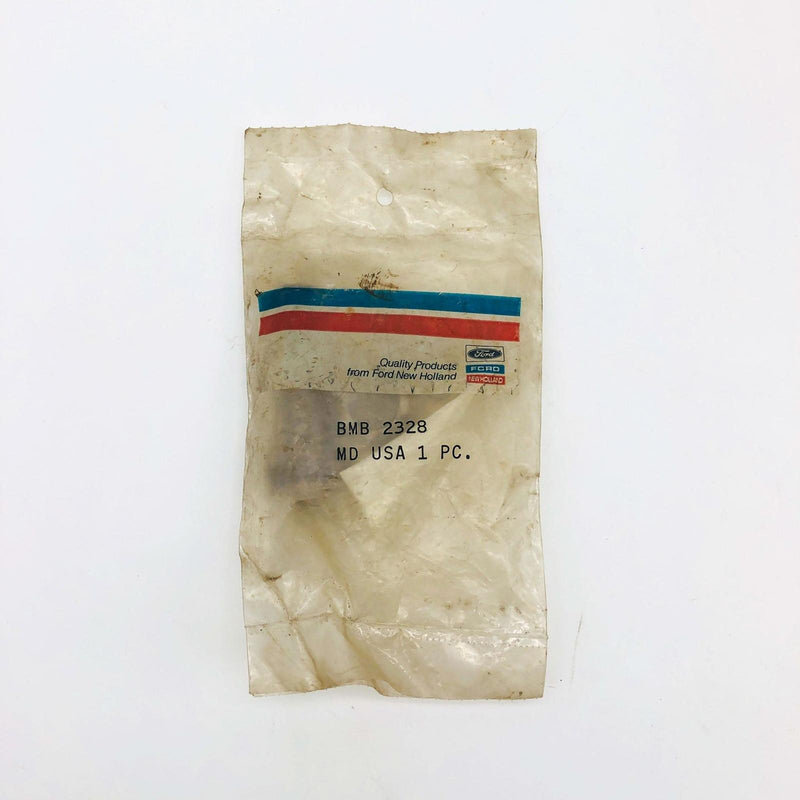 Quality Products
from Ford New Holland
Ford
FORD
NEW HOLLAND
BMB 2328
MD USA 1 PC.